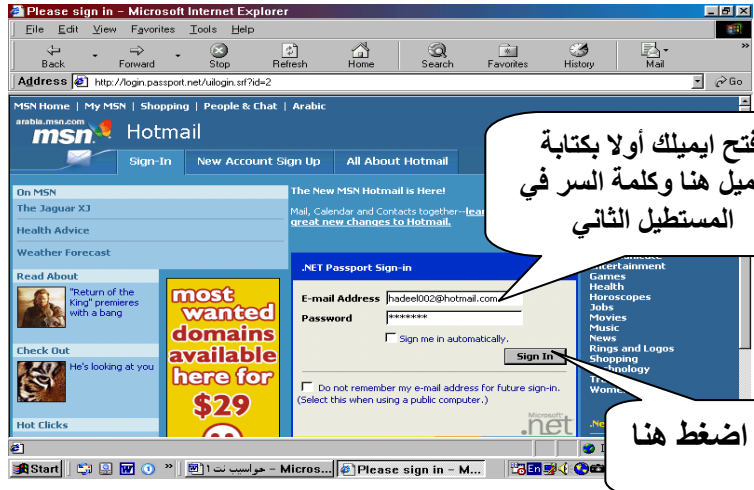 Please sign in - Microsoft Internet Explorer
File Edit View Favorites Tools Help
Back Forward Stop Refresh Home Search Favorites History Mail
Address http://login.passport.net/uilogin.srf?id=2 Go
MSN Home | My MSN | Shopping | People & Chat | Arabic
arabia.msn.com
msn Hotmail
Sign-In New Account Sign Up All About Hotmail
On MSN
The Jaguar XJ
Health Advice
Weather Forecast
Read About
"Return of the
King" premieres
with a bang
Check Out
He's looking at you
Hot Clicks
most
wanted
domains
available
here for
$29
The New MSN Hotmail is Here!
Mail, Calendar and Contacts together--
great new changes to Hotmail.
.NET Passport Sign-in
E-mail Address hadeel002@hotmail.com
Password *******
Sign me in automatically.
Sign In
Do not remember my e-mail address for future sign-in.
(Select this when using a public computer.)
Microsoft
.net
ايميلك أولا بكتابة
هنا وكلمة السر في
المستطيل الثاني
Entertainment
Games
Health
Horoscopes
Jobs
Movies
Music
News
Rings and Logos
Shopping
اضغط هنا
Start حواسيب نت ١ - Micros... Please sign in - M... En